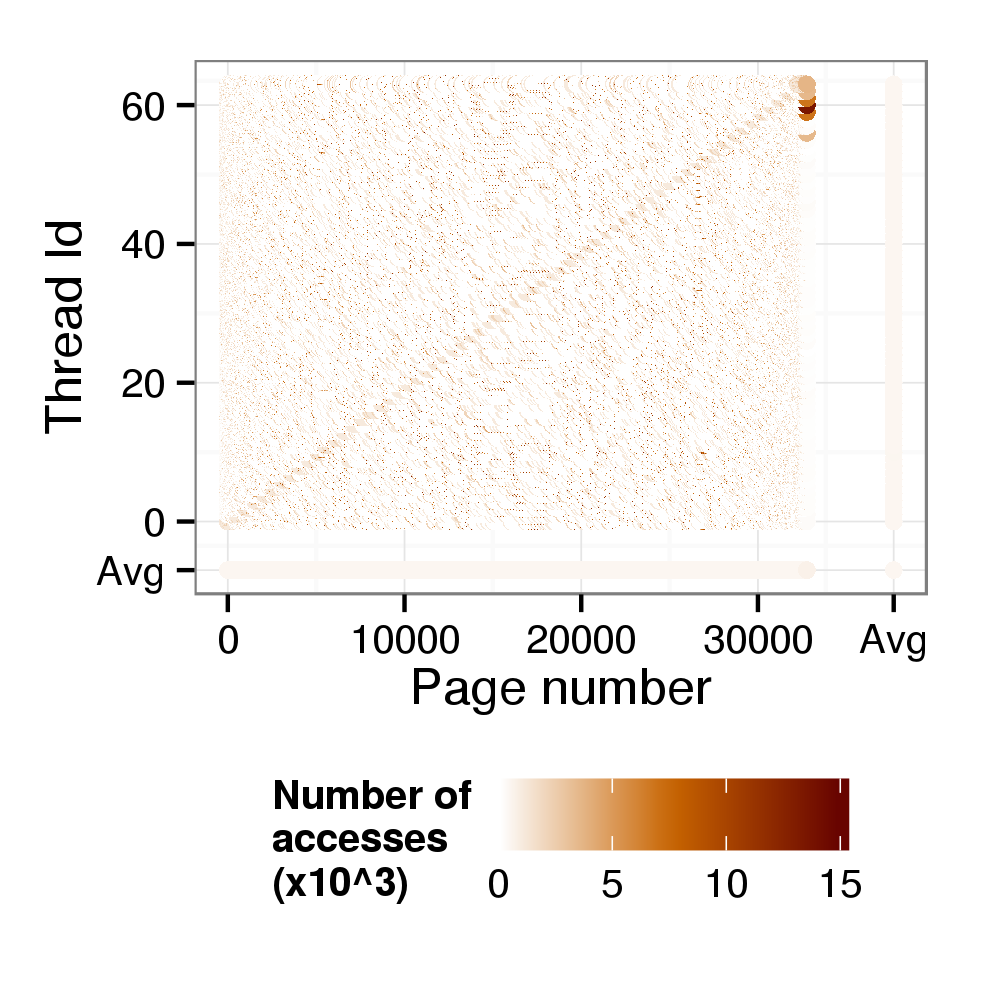 Thread Id
60
40
20
0
Avg
0 10000 20000 30000 Avg
Page number
Number of
accesses
(x10^3)
0 5 10 15